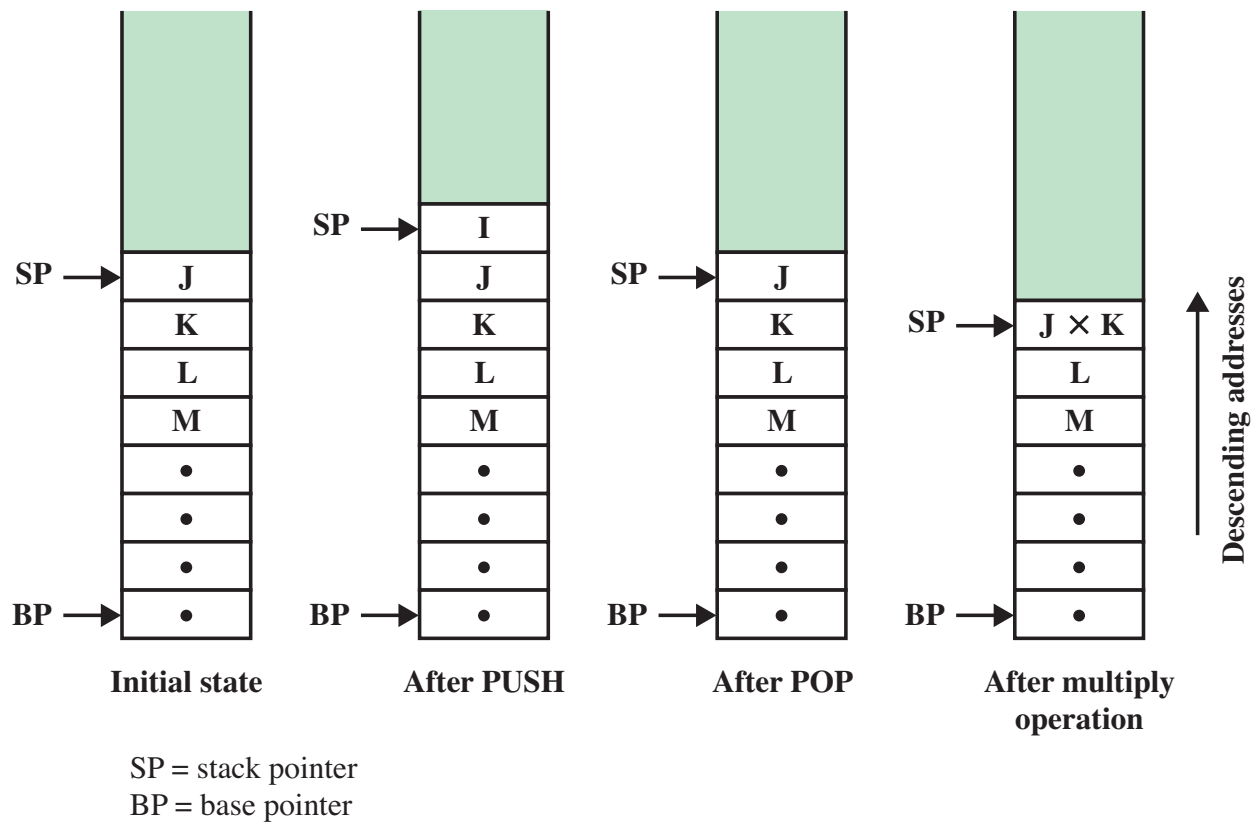 SP
J
K
L
M
•
•
•
BP
•
Initial state
SP
I
J
K
L
M
•
•
•
BP
•
After PUSH
SP
J
K
L
M
•
•
•
BP
•
After POP
SP
J × K
L
M
•
•
•
BP
•
After multiply
operation
Descending addresses
SP = stack pointer
BP = base pointer